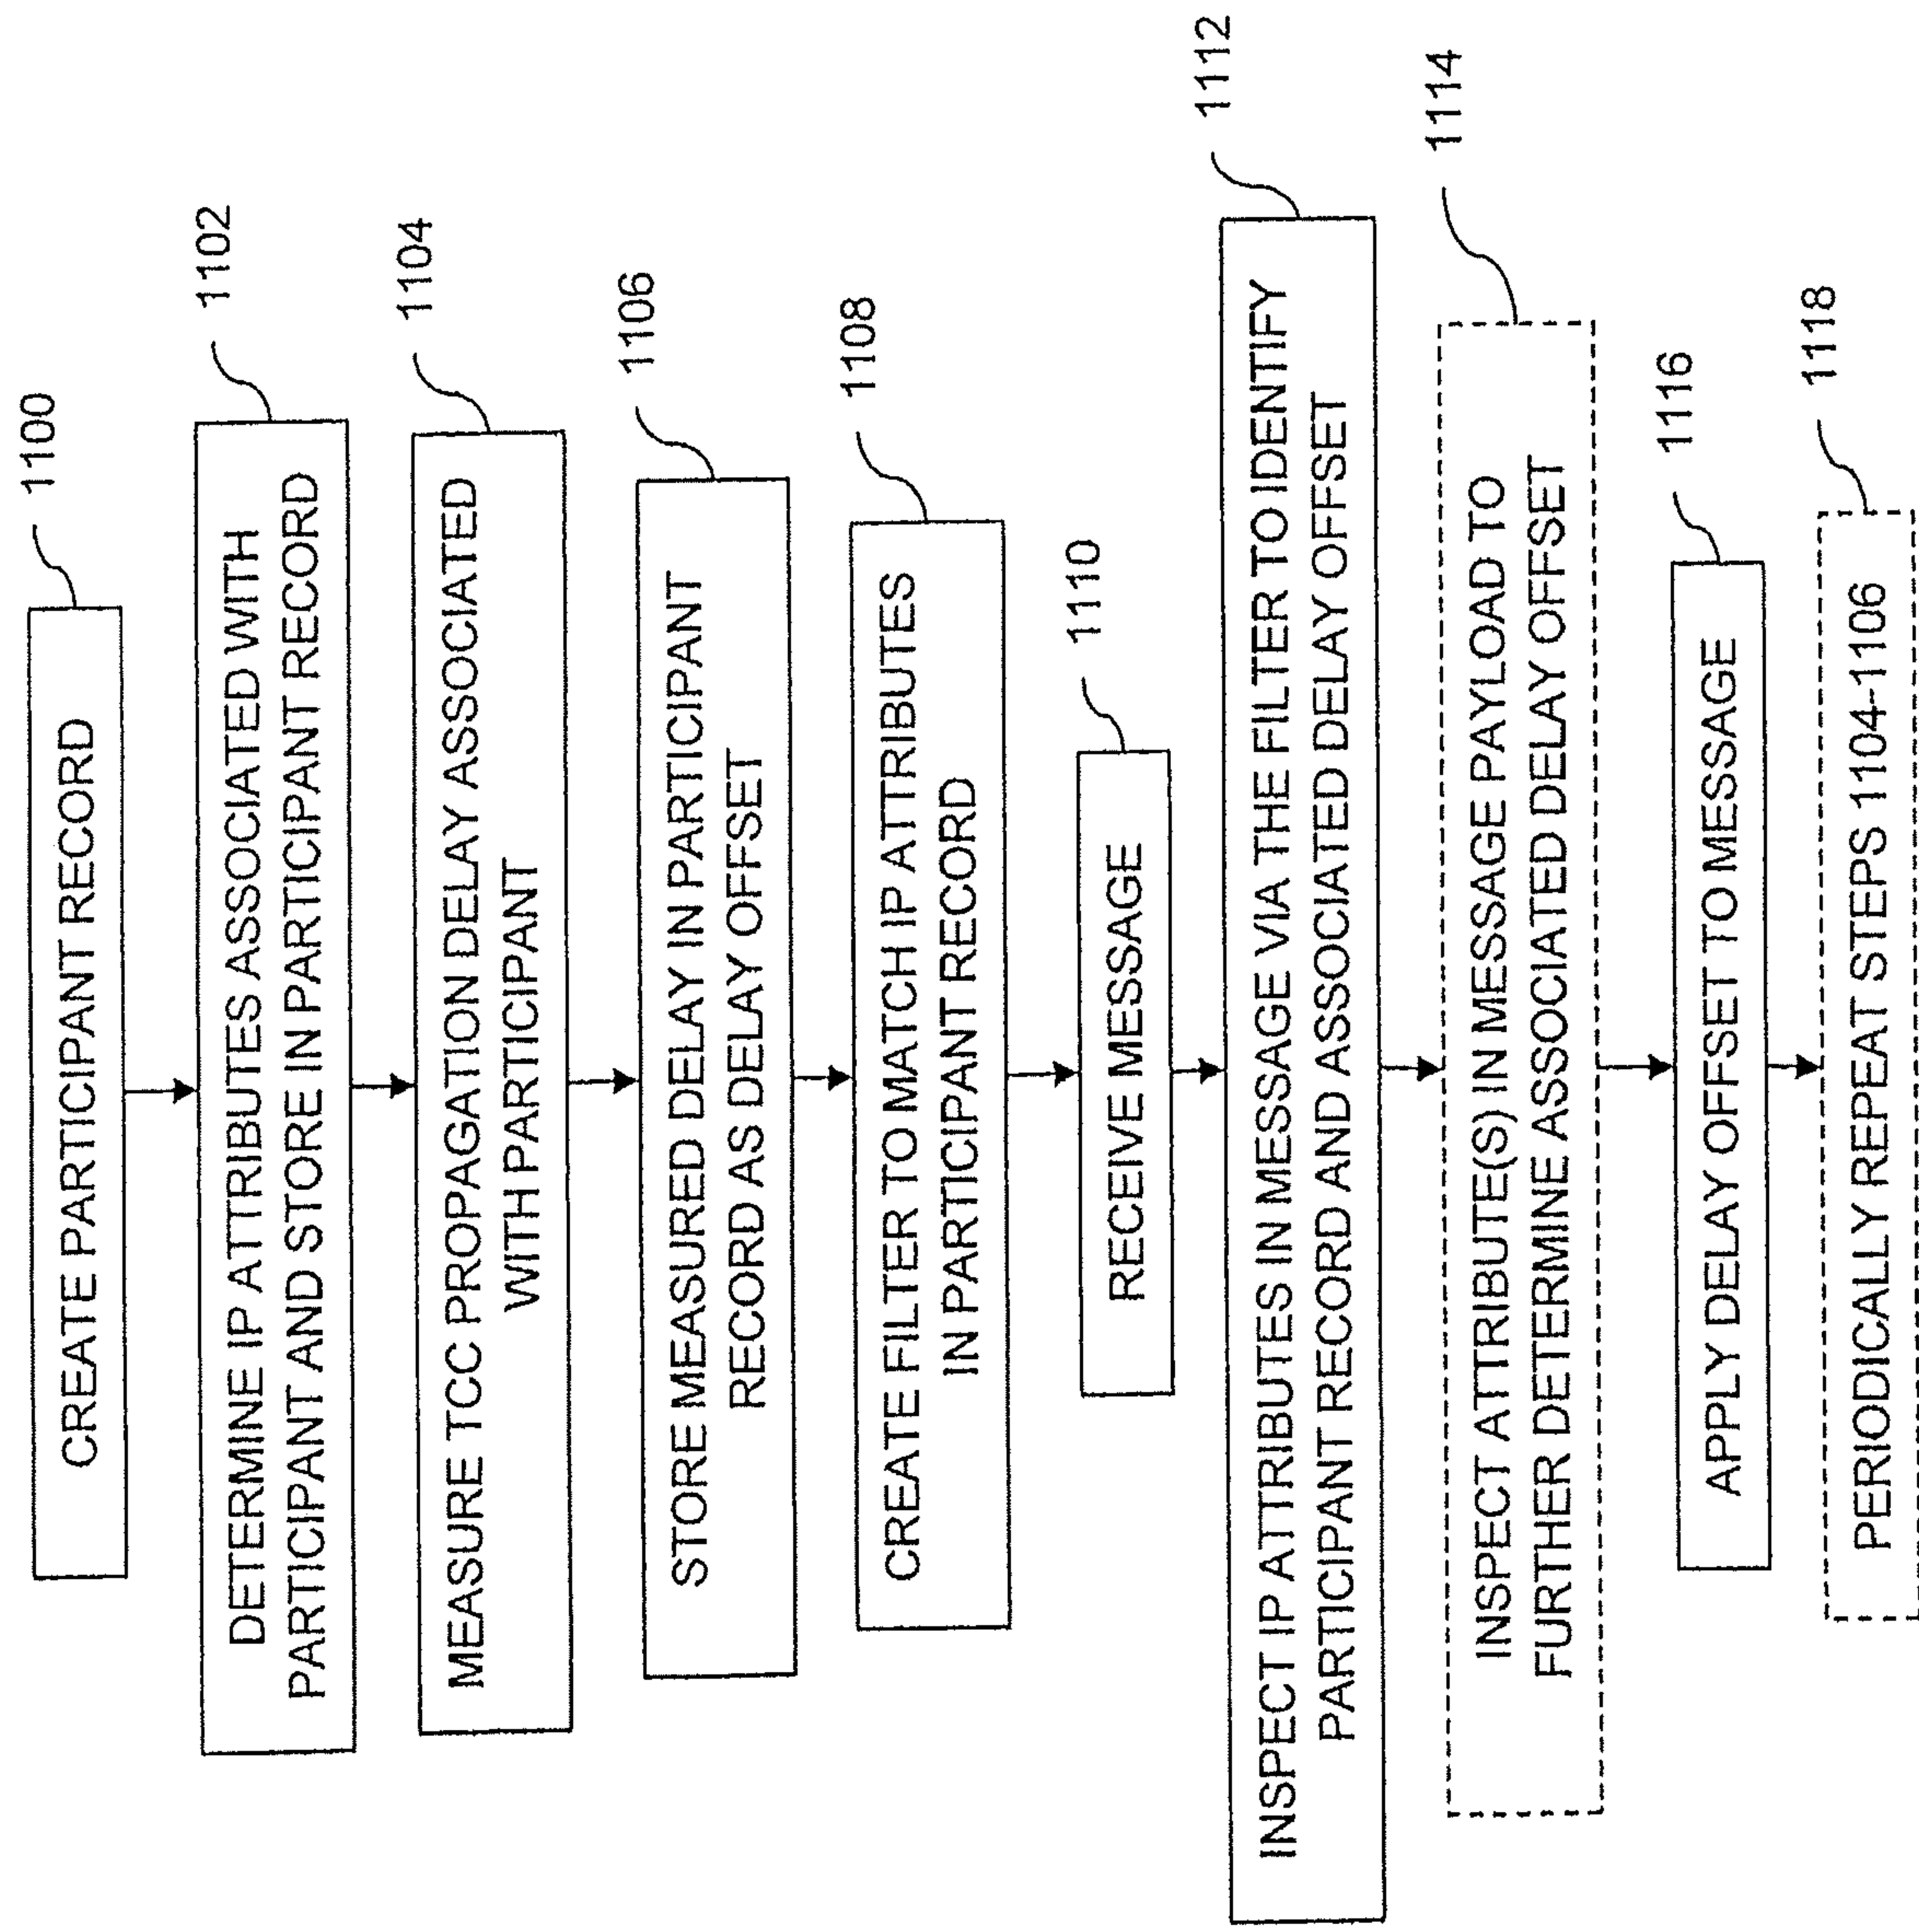 CREATE PARTICIPANT RECORD
1100
DETERMINE IP ATTRIBUTES ASSOCIATED WITH
PARTICIPANT AND STORE IN PARTICIPANT RECORD
1102
MEASURE TCC PROPAGATION DELAY ASSOCIATED
WITH PARTICIPANT
1104
STORE MEASURED DELAY IN PARTICIPANT
RECORD AS DELAY OFFSET
1106
CREATE FILTER TO MATCH IP ATTRIBUTES
IN PARTICIPANT RECORD
1108
RECEIVE MESSAGE
1110
INSPECT IP ATTRIBUTES IN MESSAGE VIA THE FILTER TO IDENTIFY
PARTICIPANT RECORD AND ASSOCIATED DELAY OFFSET
1112
INSPECT ATTRIBUTE(S) IN MESSAGE PAYLOAD TO
FURTHER DETERMINE ASSOCIATED DELAY OFFSET
1114
APPLY DELAY OFFSET TO MESSAGE
1116
PERIODICALLY REPEAT STEPS 1104-1106
1118